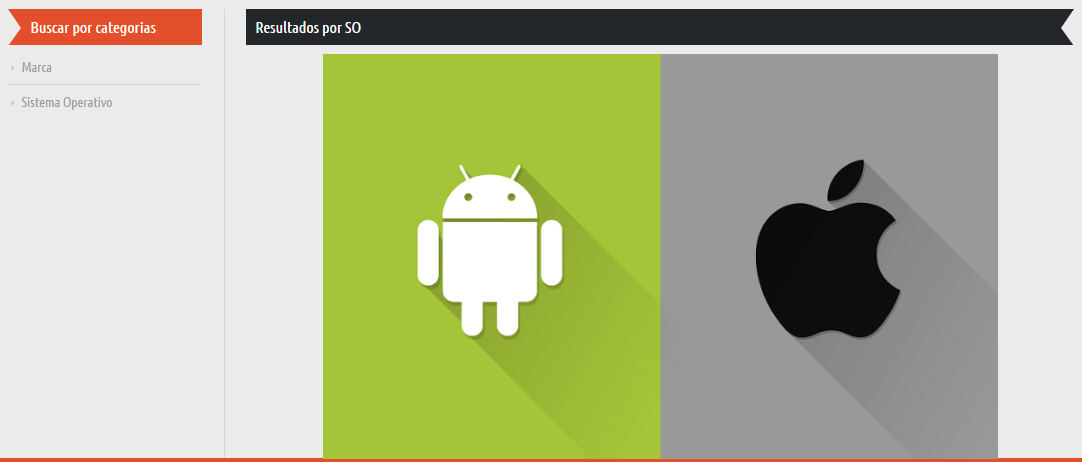 Buscar por categorias
Marca
Sistema Operativo
Resultados por SO